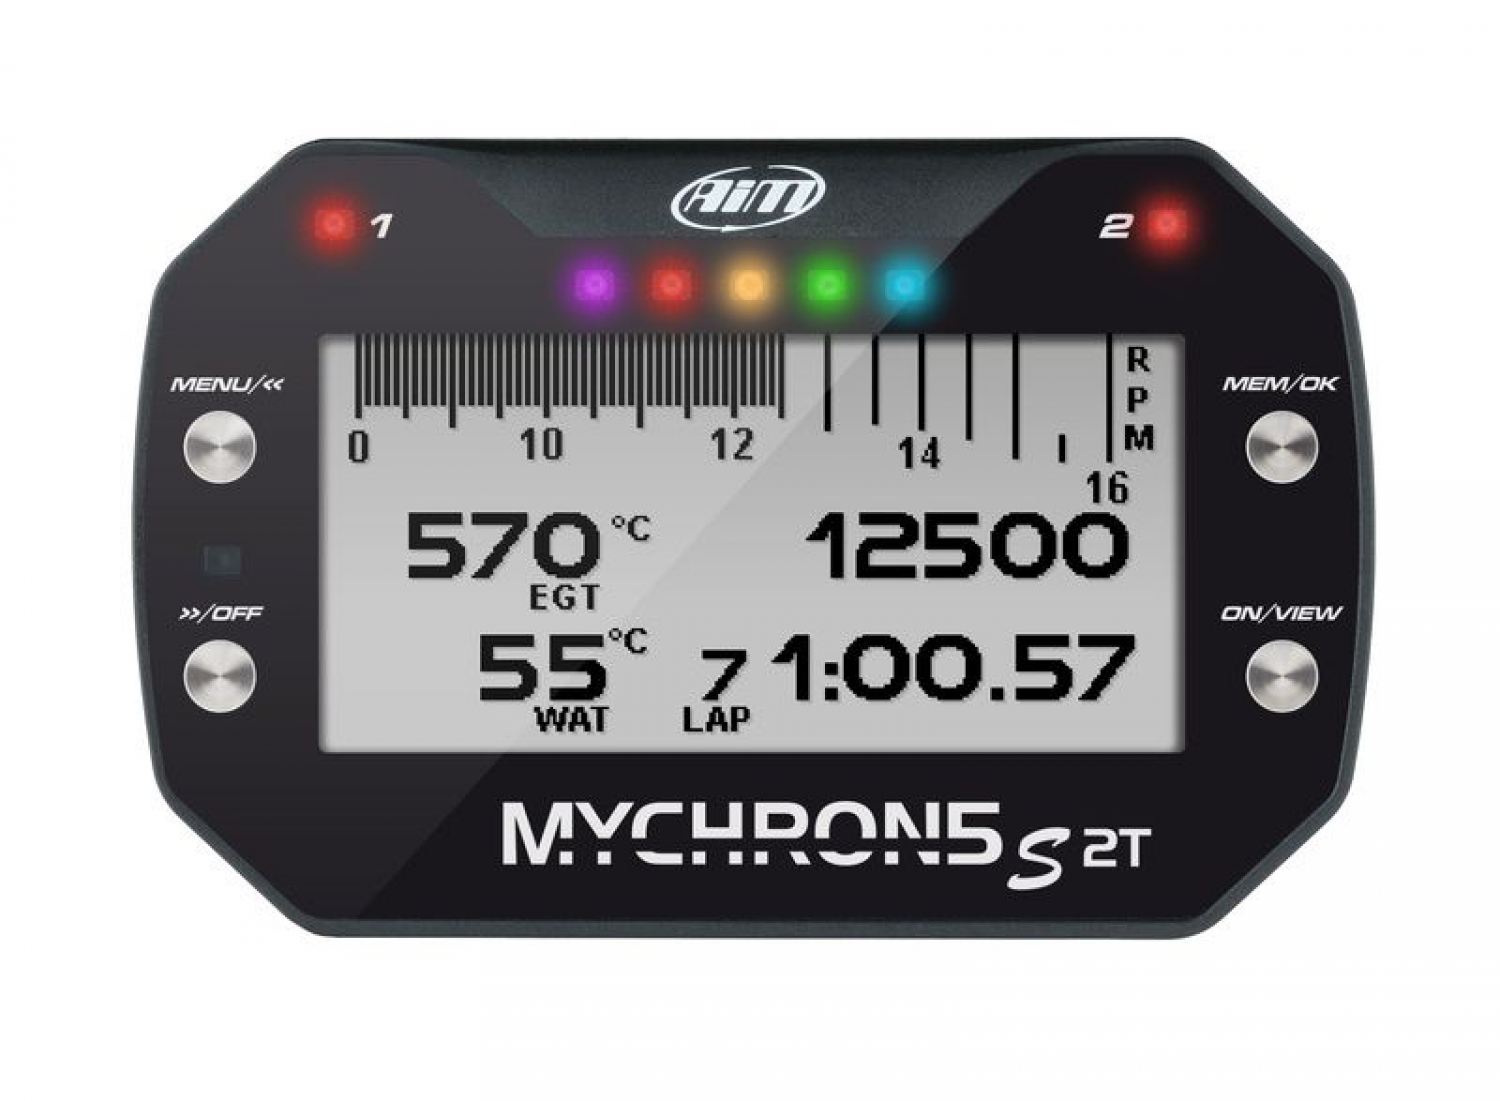 AiM
1
2
MENU/<<
MEM/OK
R
P
M
0 10 12 14 16
570 °C
EGT
12500
>>/OFF
ON/VIEW
55 °C
WAT
7
LAP
1:00.57
MYCHRON5 S 2T